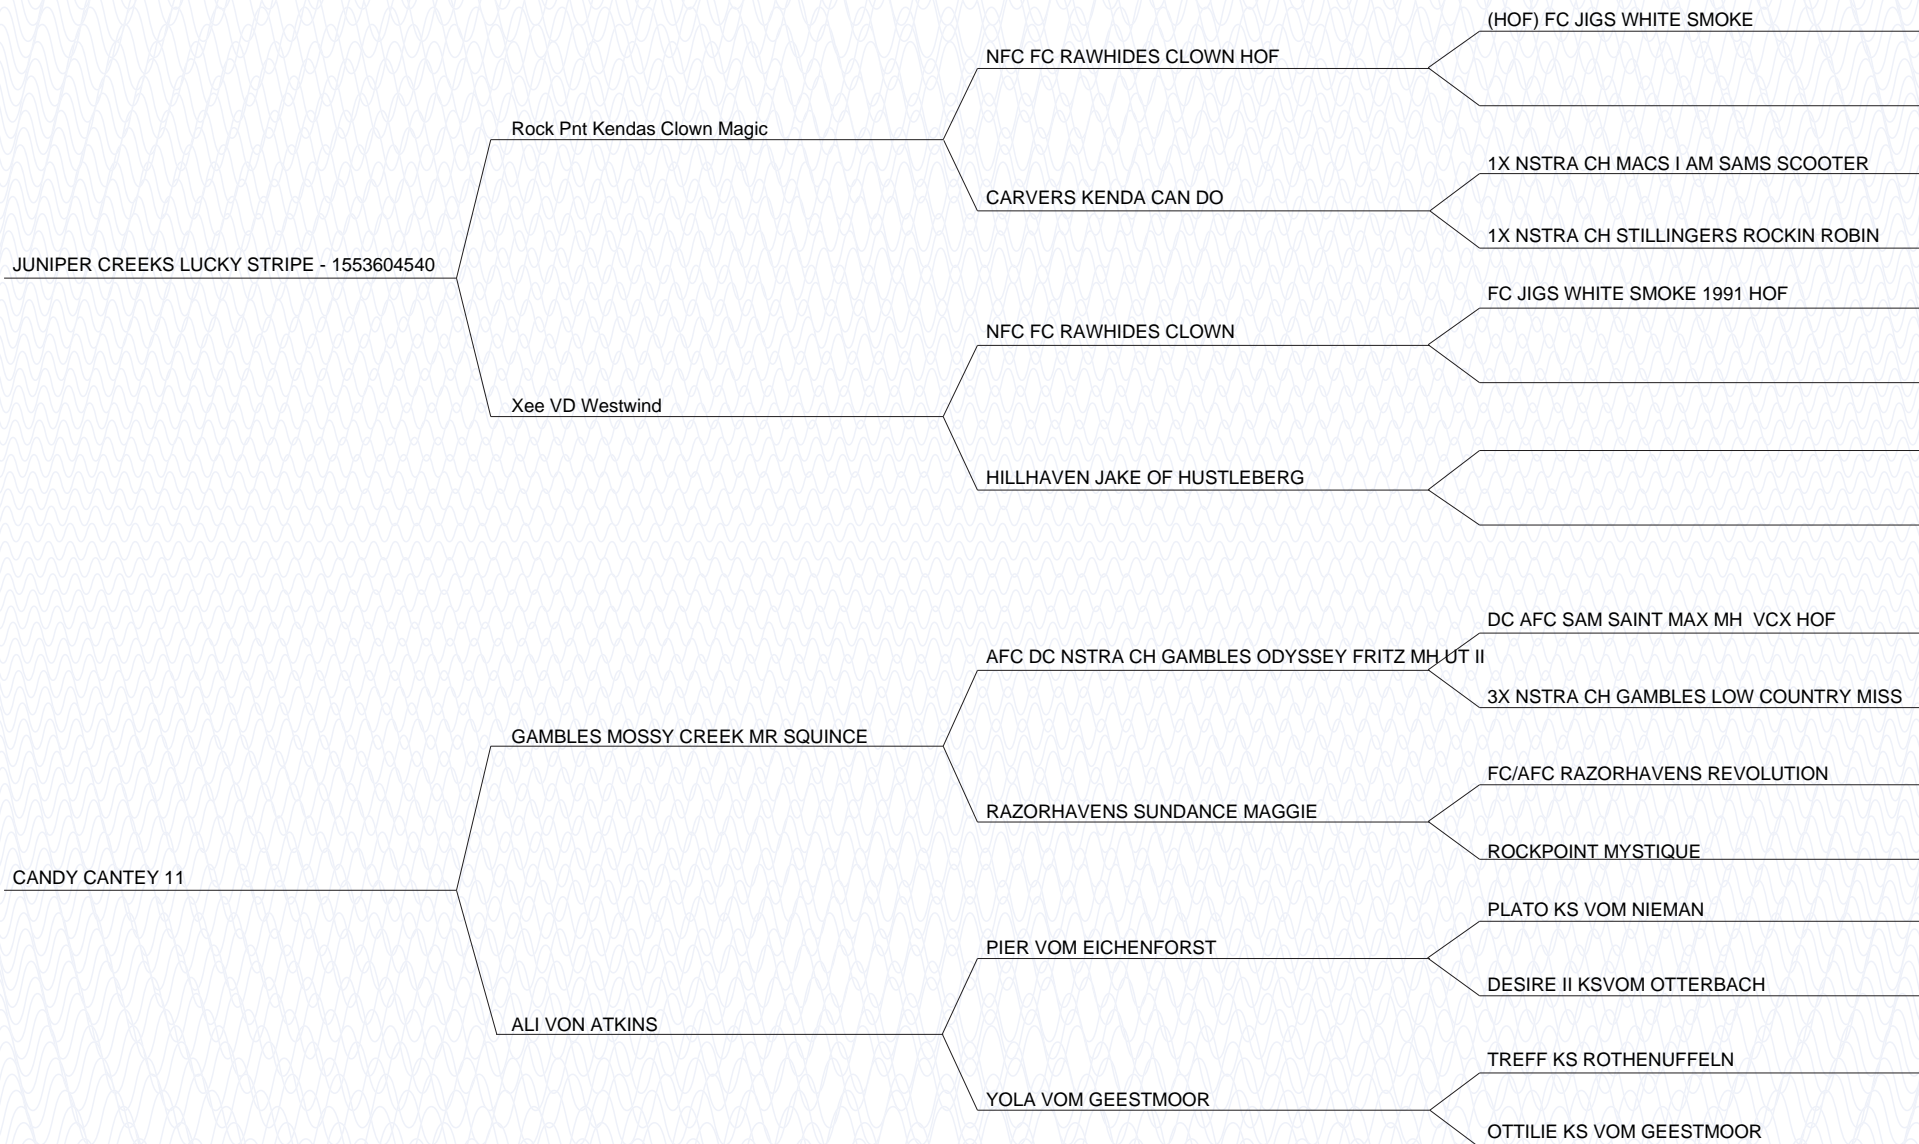 (HOF) FC JIGS WHITE SMOKE
NFC FC RAWHIDES CLOWN HOF
Rock Pnt Kendas Clown Magic
1X NSTRA CH MACS I AM SAMS SCOOTER
CARVERS KENDA CAN DO
1X NSTRA CH STILLINGERS ROCKIN ROBIN
JUNIPER CREEKS LUCKY STRIPE - 1553604540
FC JIGS WHITE SMOKE 1991 HOF
NFC FC RAWHIDES CLOWN
Xee VD Westwind
HILLHAVEN JAKE OF HUSTLEBERG
DC AFC SAM SAINT MAX MH  VCX HOF
AFC DC NSTRA CH GAMBLES ODYSSEY FRITZ MH UT II
3X NSTRA CH GAMBLES LOW COUNTRY MISS
GAMBLES MOSSY CREEK MR SQUINCE
FC/AFC RAZORHAVENS REVOLUTION
RAZORHAVENS SUNDANCE MAGGIE
ROCKPOINT MYSTIQUE
CANDY CANTEY 11
PLATO KS VOM NIEMAN
PIER VOM EICHENFORST
DESIRE II KSVOM OTTERBACH
ALI VON ATKINS
TREFF KS ROTHENUFFELN
YOLA VOM GEESTMOOR
OTTILIE KS VOM GEESTMOOR